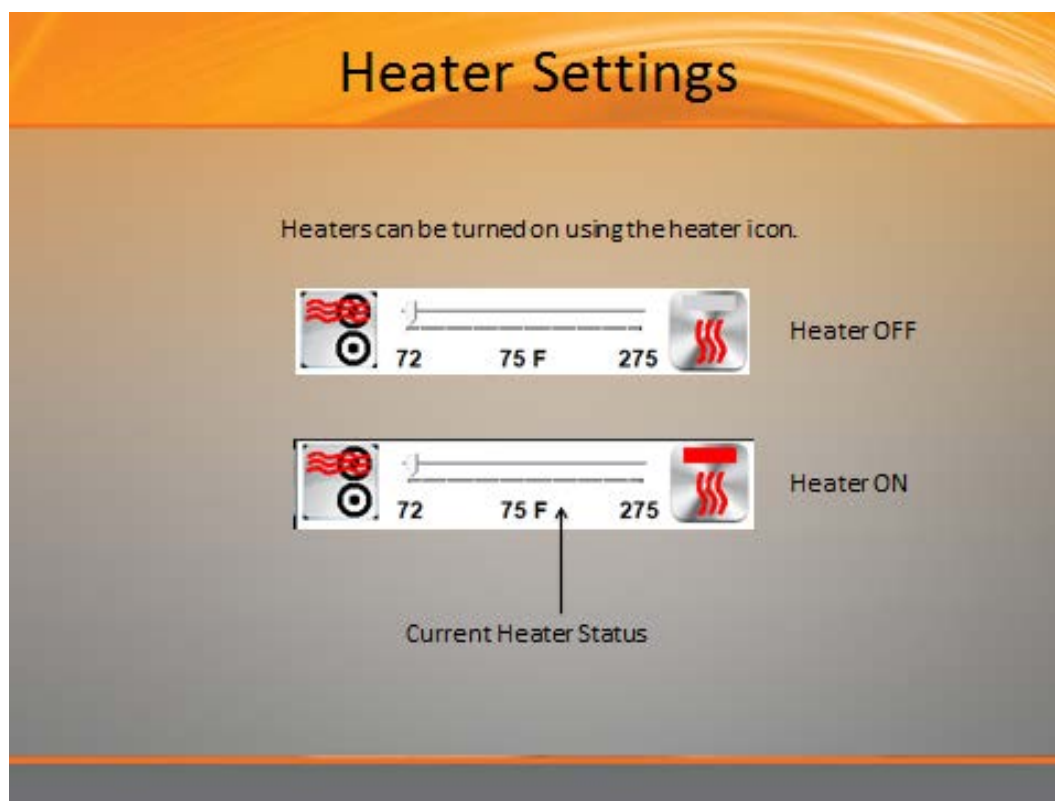 Heater Settings
Heaters can be turned on using the heater icon.
72 75 F 275
Heater OFF
72 75 F 275
Heater ON
Current Heater Status